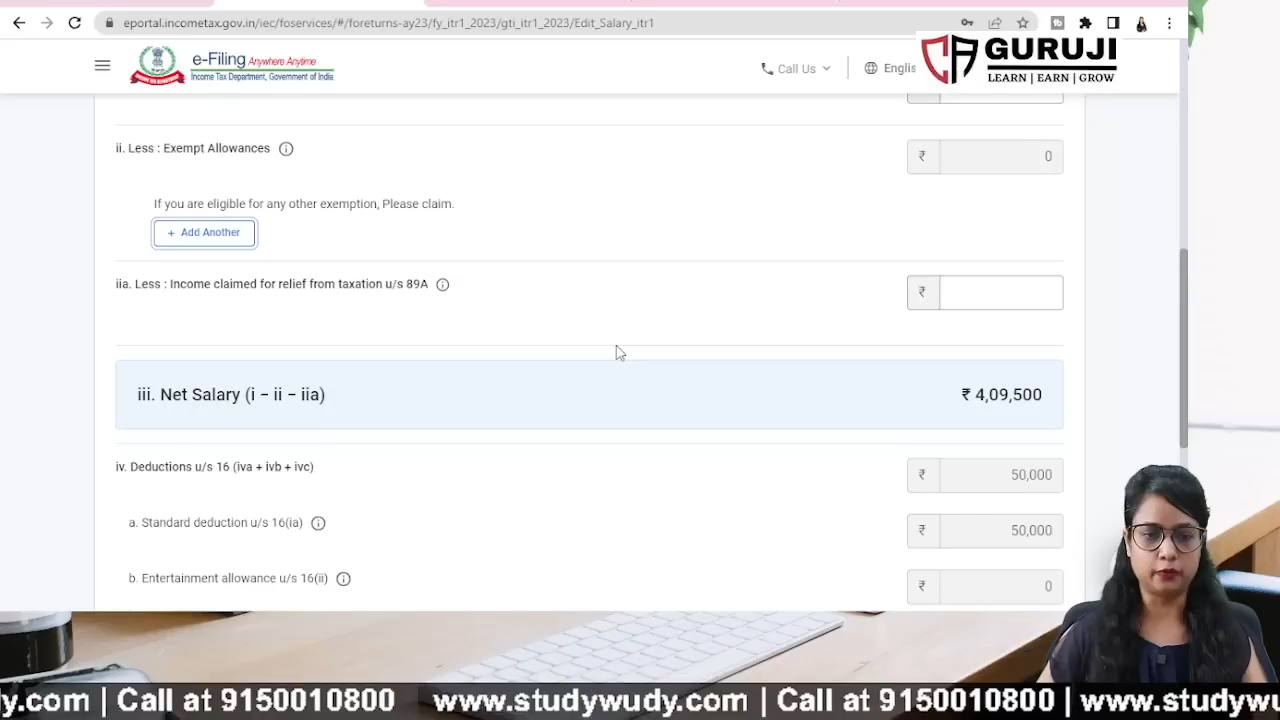 eportal.incometax.gov.in/iec/foservices/#/foreturns-ay23/fy_itr1_2023/gti_itr1_2023/Edit_Salary_itr1
e-Filing Anywhere Anytime
Income Tax Department, Government of India
Call Us
Englis
CA GURUJI
LEARN | EARN | GROW
ii. Less : Exempt Allowances
₹ 0
If you are eligible for any other exemption, Please claim.
+ Add Another
iia. Less : Income claimed for relief from taxation u/s 89A
₹
iii. Net Salary (i − ii − iia)
₹ 4,09,500
iv. Deductions u/s 16 (iva + ivb + ivc)
₹ 50,000
a. Standard deduction u/s 16(ia)
₹ 50,000
b. Entertainment allowance u/s 16(ii)
₹ 0
y.com | Call at 9150010800 www.studywudy.com | Call at 9150010800 | www.studywu